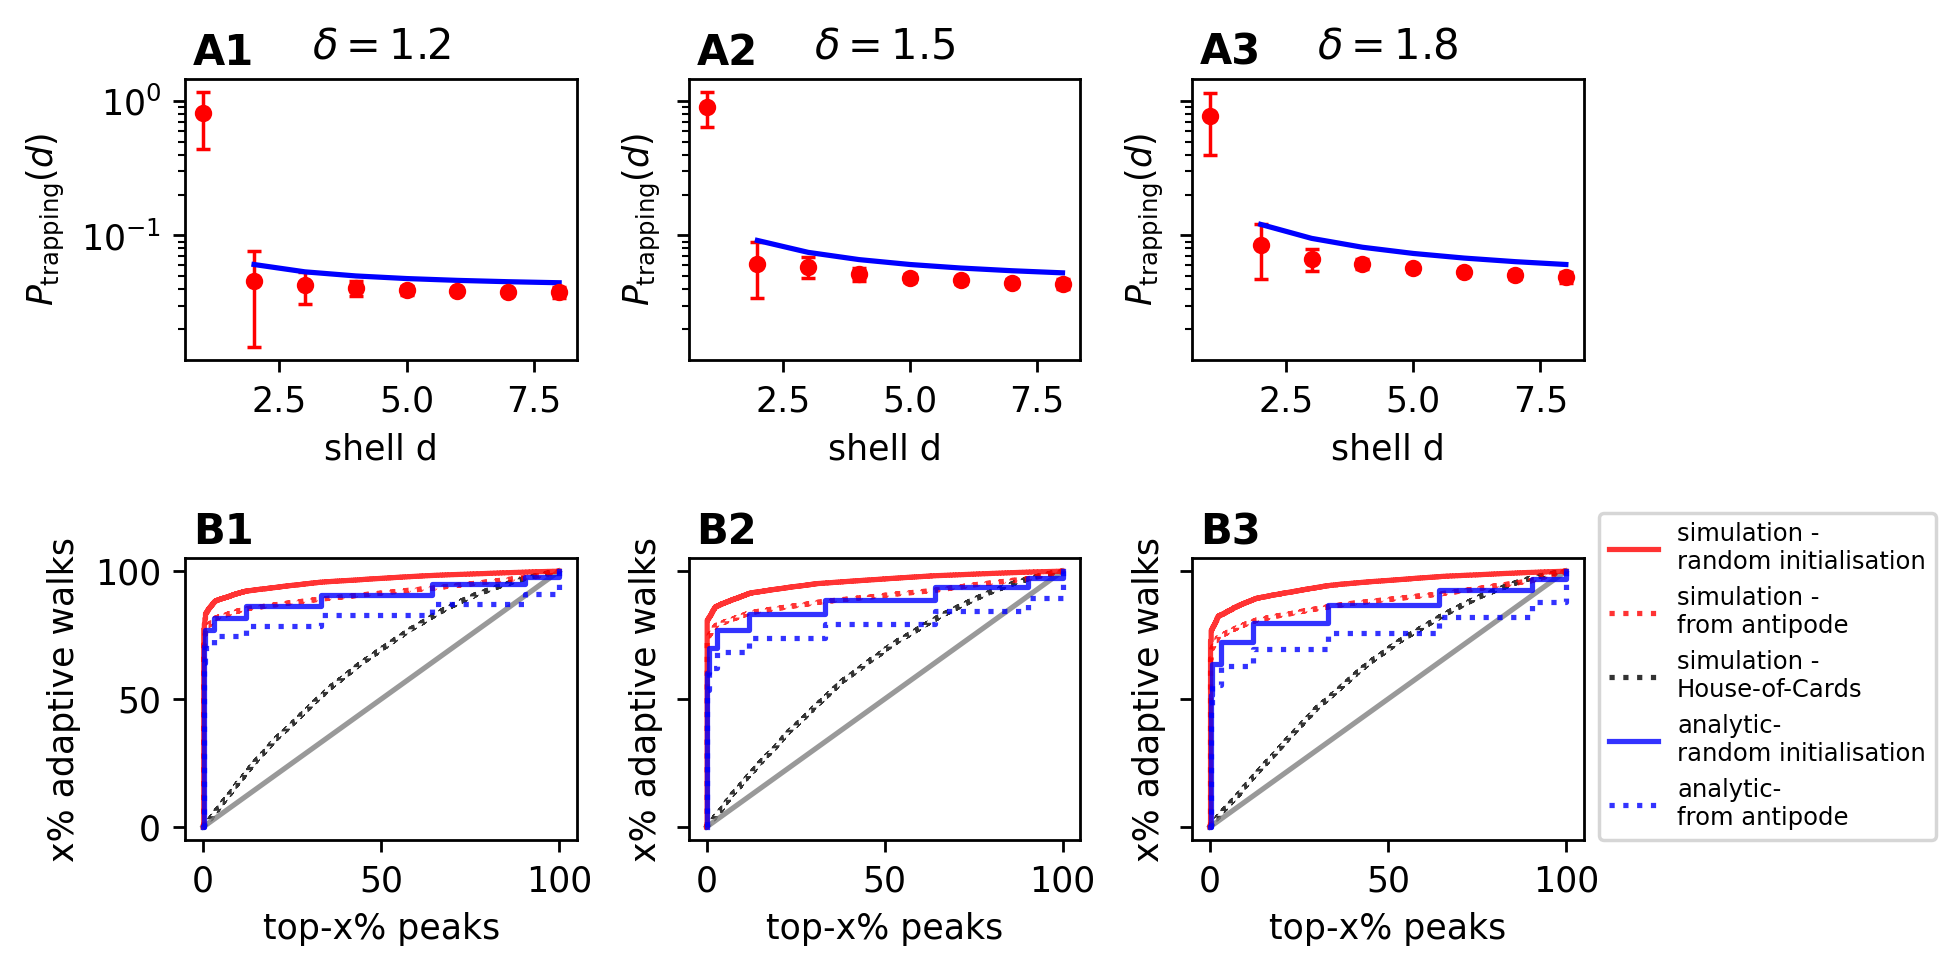 A1 δ = 1.2
A2 δ = 1.5
A3 δ = 1.8
10⁰
10⁻¹
P_trapping(d)
P_trapping(d)
P_trapping(d)
2.5 5.0 7.5
2.5 5.0 7.5
2.5 5.0 7.5
shell d
shell d
shell d
B1
B2
B3
100
50
0
x% adaptive walks
x% adaptive walks
x% adaptive walks
0 50 100
0 50 100
0 50 100
top-x% peaks
top-x% peaks
top-x% peaks
simulation -
random initialisation
simulation -
from antipode
simulation -
House-of-Cards
analytic-
random initialisation
analytic-
from antipode